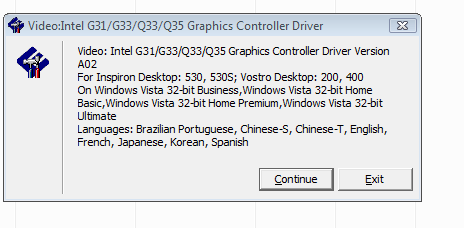 Video:Intel G31/G33/Q33/Q35 Graphics Controller Driver
Video: Intel G31/G33/Q33/Q35 Graphics Controller Driver Version
A02
For Inspiron Desktop: 530, 530S; Vostro Desktop: 200, 400
On Windows Vista 32-bit Business,Windows Vista 32-bit Home
Basic,Windows Vista 32-bit Home Premium,Windows Vista 32-bit
Ultimate
Languages: Brazilian Portuguese, Chinese-S, Chinese-T, English,
French, Japanese, Korean, Spanish
Continue
Exit